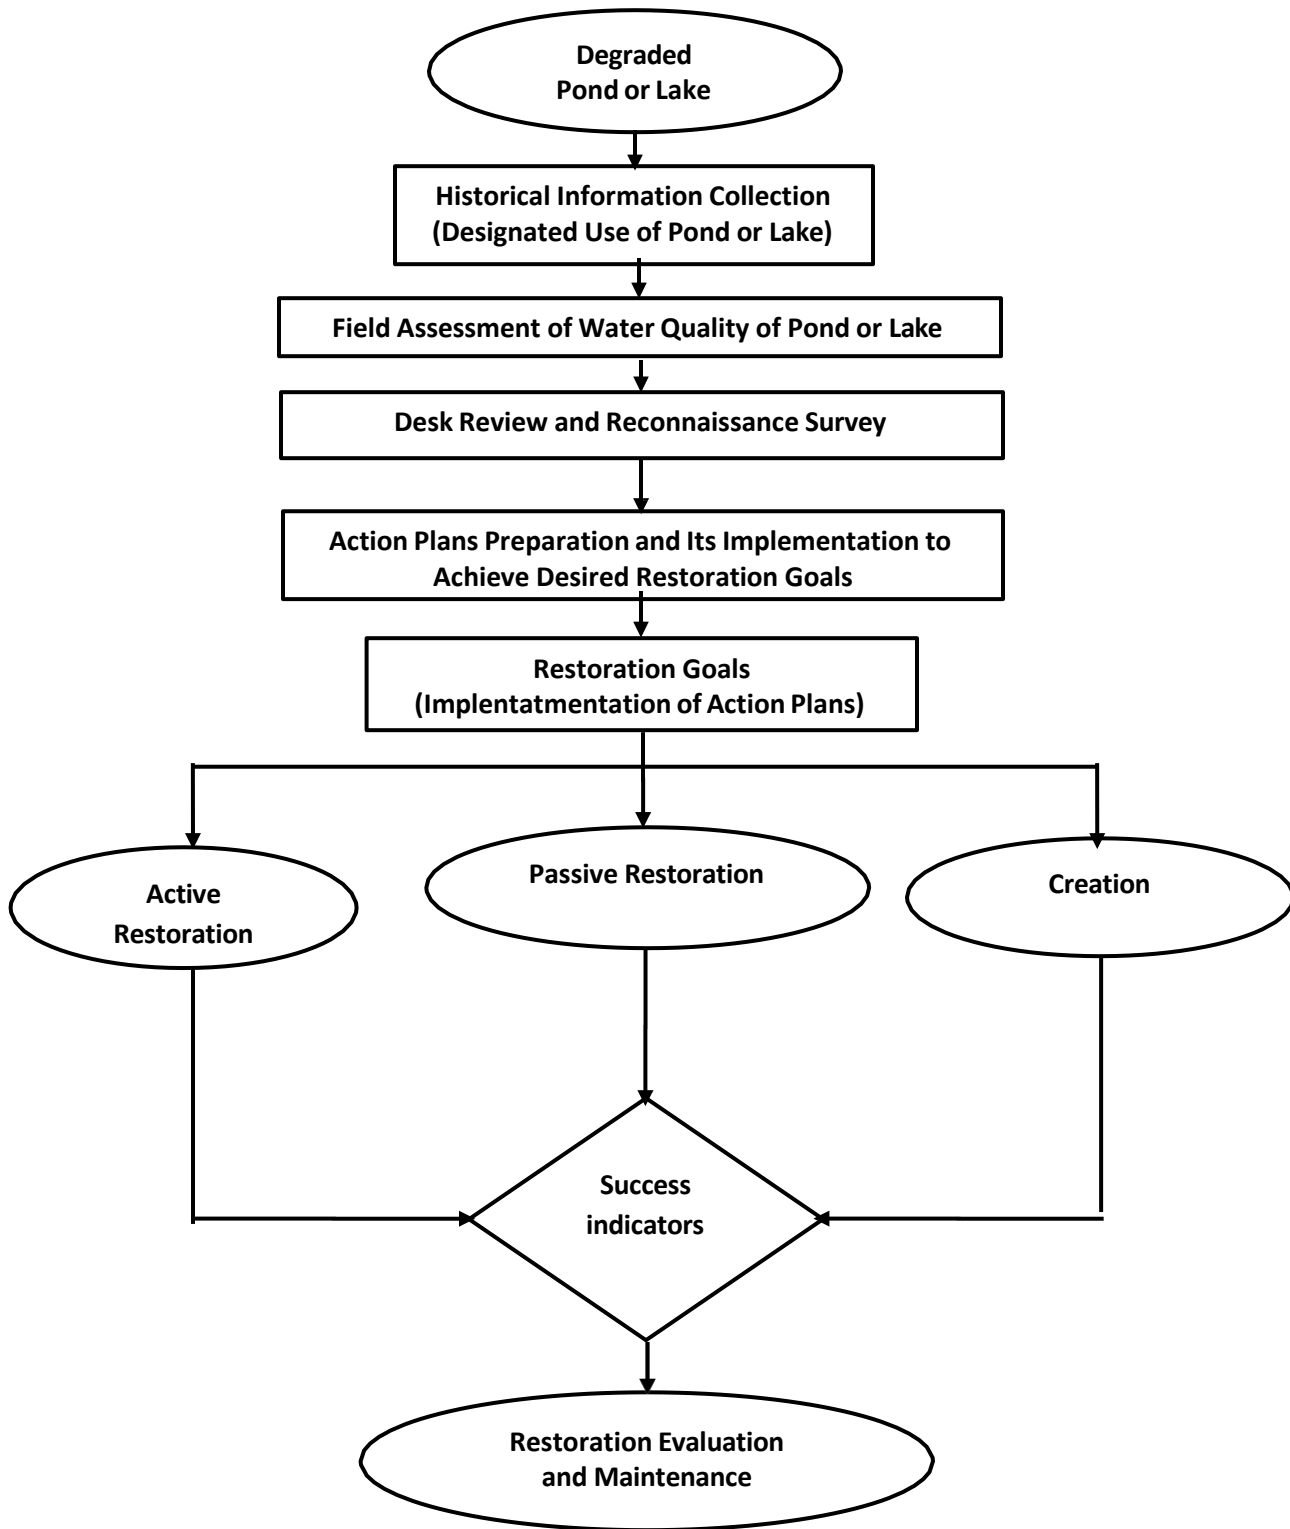 Degraded
Pond or Lake
Historical Information Collection
(Designated Use of Pond or Lake)
Field Assessment of Water Quality of Pond or Lake
Desk Review and Reconnaissance Survey
Action Plans Preparation and Its Implementation to
Achieve Desired Restoration Goals
Restoration Goals
(Implentatmentation of Action Plans)
Active
Restoration
Passive Restoration
Creation
Success
indicators
Restoration Evaluation
and Maintenance